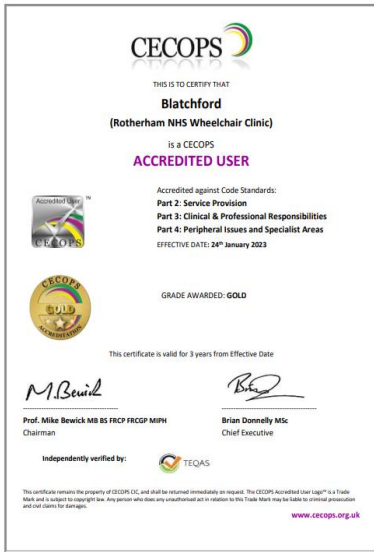 CECOPS
THIS IS TO CERTIFY THAT
Blatchford
(Rotherham NHS Wheelchair Clinic)
is a CECOPS
ACCREDITED USER
Accredited User TM
CECOPS
Accredited against Code Standards:
Part 2: Service Provision
Part 3: Clinical & Professional Responsibilities
Part 4: Peripheral Issues and Specialist Areas
EFFECTIVE DATE: 24th January 2023
CECOPS
GOLD
ACCREDITATION
GRADE AWARDED: GOLD
This certificate is valid for 3 years from Effective Date
M. Bewick
Prof. Mike Bewick MB BS FRCP FRCGP MIPH
Chairman
Brian Donnelly MSc
Chief Executive
Independently verified by:
TEQAS
This certificate remains the property of CECOPS CIC, and shall be returned immediately on request. The CECOPS Accredited User Logo™ is a Trade
Mark and is subject to copyright law. Any person who does any unauthorised act in relation to this Trade Mark may be liable to criminal prosecution
and civil claims for damages.
www.cecops.org.uk